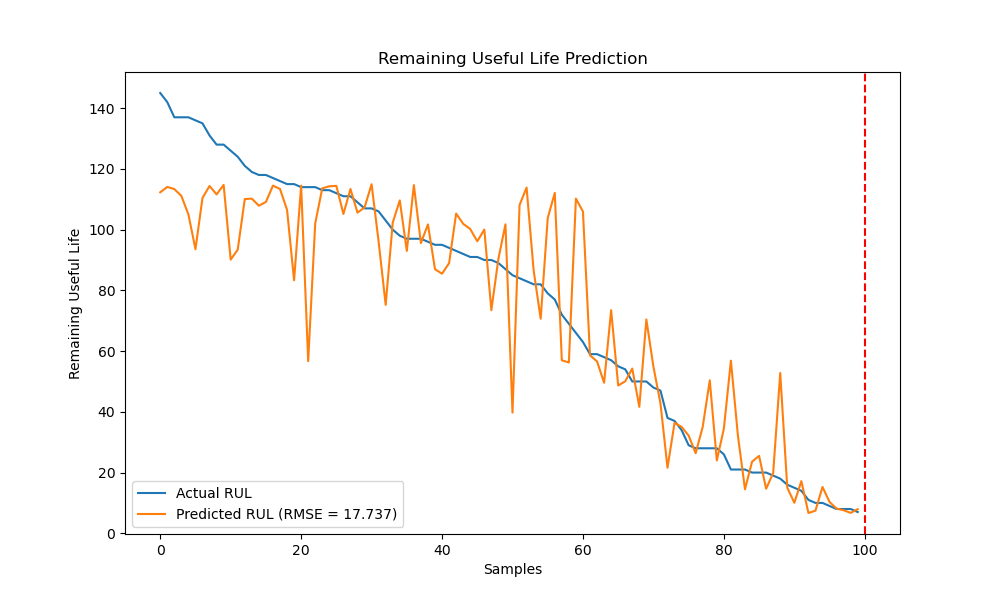 Remaining Useful Life Prediction
Remaining Useful Life
140
120
100
80
60
40
20
0
Actual RUL
Predicted RUL (RMSE = 17.737)
0 20 40 60 80 100
Samples